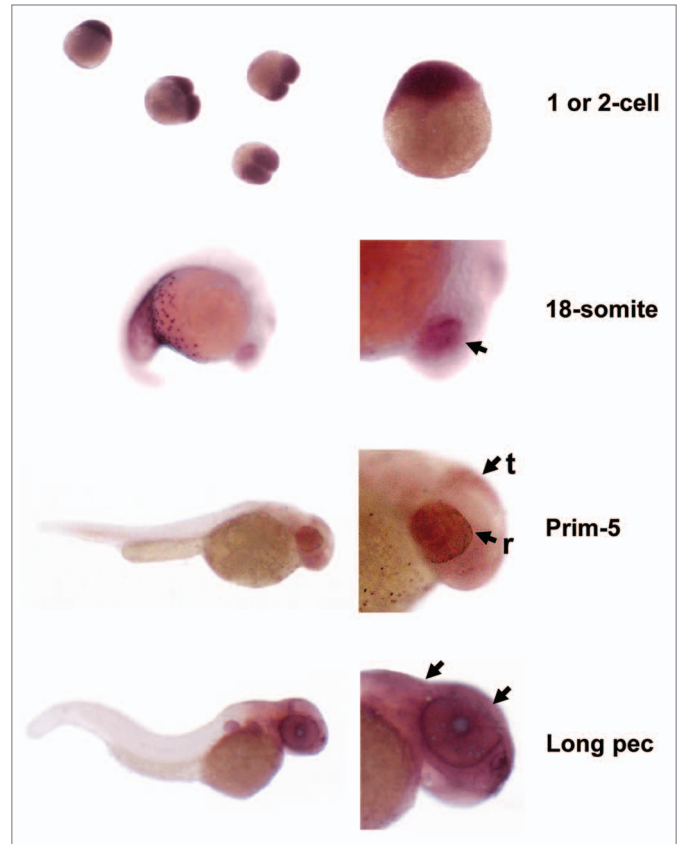 1 or 2-cell
18-somite
t
Prim-5
r
Long pec